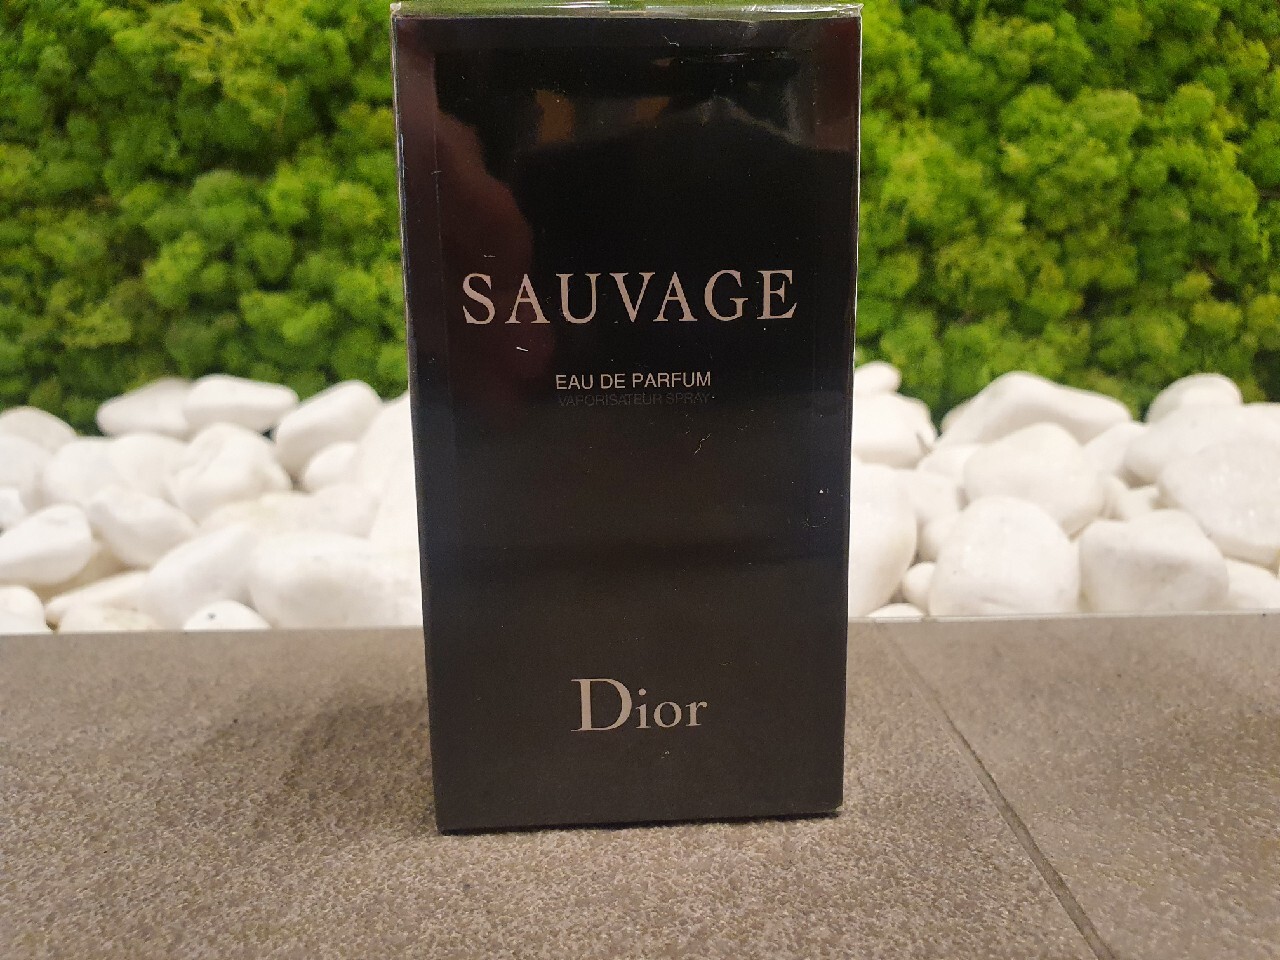 SAUVAGE
EAU DE PARFUM
VAPORISATEUR SPRAY
Dior